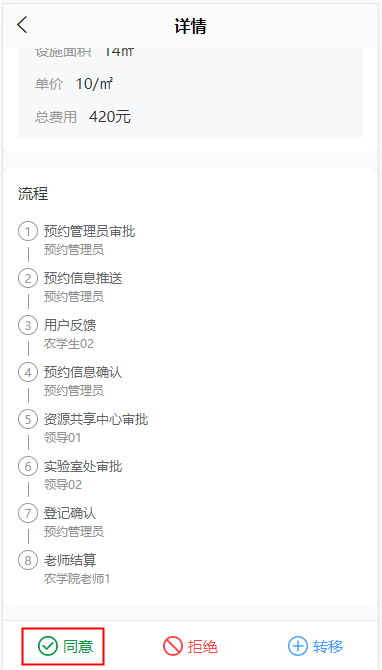 详情
设施面积 14㎡
单价 10/㎡
总费用 420元
流程
1 预约管理员审批
预约管理员
2 预约信息推送
预约管理员
3 用户反馈
农学生02
4 预约信息确认
预约管理员
5 资源共享中心审批
领导01
6 实验室处审批
领导02
7 登记确认
预约管理员
8 老师结算
农学院老师1
同意 拒绝 转移